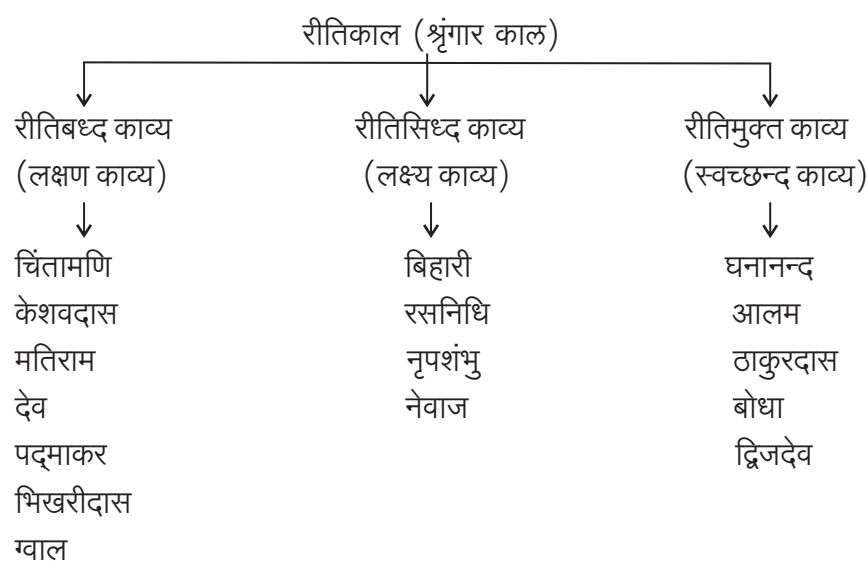 रीतिकाल (श्रृंगार काल)
रीतिबध्द काव्य
(लक्षण काव्य)
चिंतामणि
केशवदास
मतिराम
देव
पद्माकर
भिखरीदास
ग्वाल
रीतिसिध्द काव्य
(लक्ष्य काव्य)
बिहारी
रसनिधि
नृपशंभु
नेवाज
रीतिमुक्त काव्य
(स्वच्छन्द काव्य)
घनानन्द
आलम
ठाकुरदास
बोधा
द्विजदेव